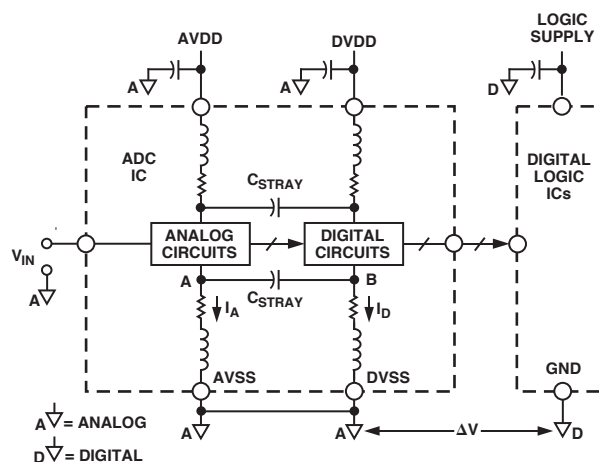 LOGIC
SUPPLY
AVDD
DVDD
A
A
D
ADC
IC
CSTRAY
DIGITAL
LOGIC
ICs
VIN
ANALOG
CIRCUITS
DIGITAL
CIRCUITS
A
A
B
CSTRAY
IA
ID
AVSS
DVSS
GND
A = ANALOG
A
A
ΔV
D
D = DIGITAL